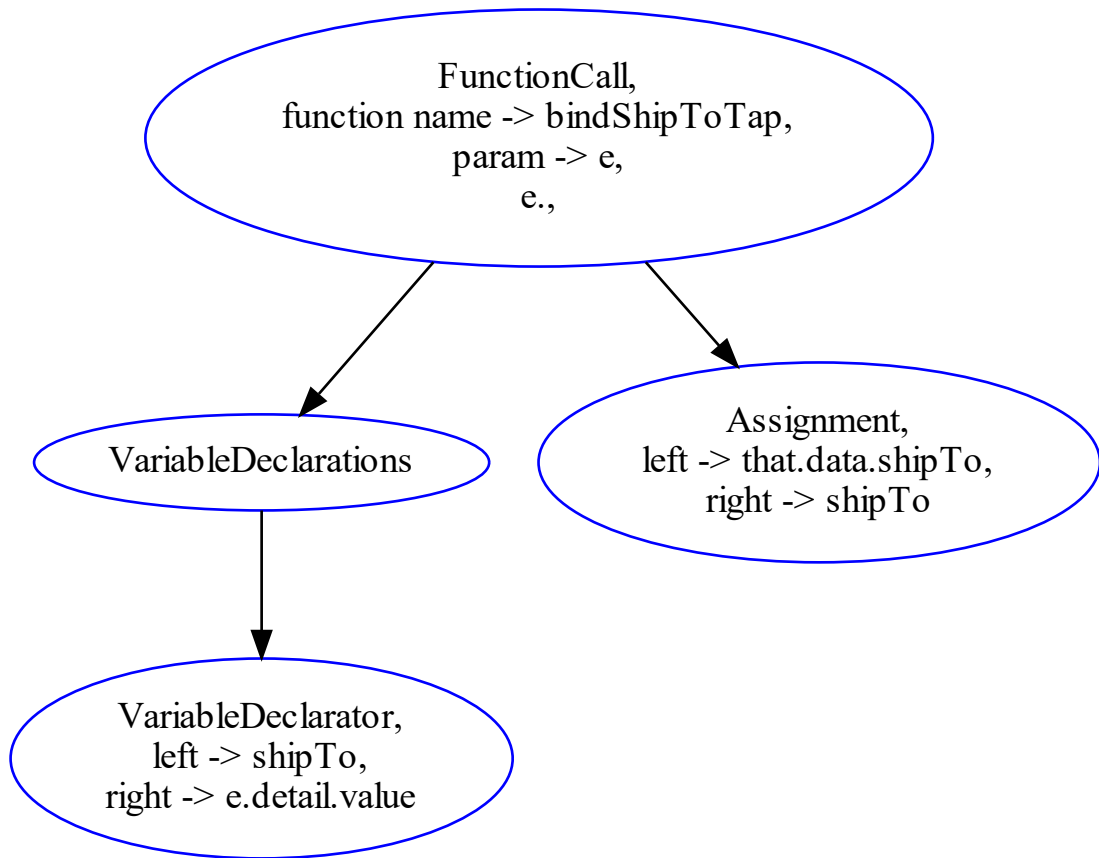 FunctionCall,
function name -> bindShipToTap,
param -> e,
e.,
VariableDeclarations
Assignment,
left -> that.data.shipTo,
right -> shipTo
VariableDeclarator,
left -> shipTo,
right -> e.detail.value